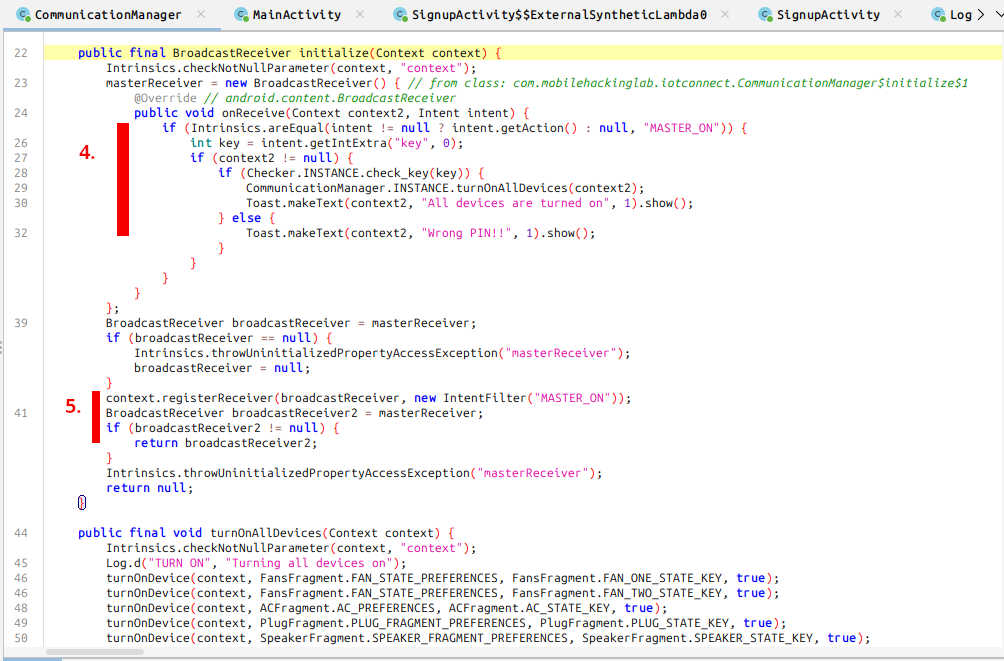 CommunicationManager MainActivity SignupActivity$$ExternalSyntheticLambda0 SignupActivity Log
22 public final BroadcastReceiver initialize(Context context) {
Intrinsics.checkNotNullParameter(context, "context");
23 masterReceiver = new BroadcastReceiver() { // from class: com.mobilehackinglab.iotconnect.CommunicationManager$initialize$1
@Override // android.content.BroadcastReceiver
24 public void onReceive(Context context2, Intent intent) {
if (Intrinsics.areEqual(intent != null ? intent.getAction() : null, "MASTER_ON")) {
26 int key = intent.getIntExtra("key", 0);
4.
27 if (context2 != null) {
28 if (Checker.INSTANCE.check_key(key)) {
29 CommunicationManager.INSTANCE.turnOnAllDevices(context2);
30 Toast.makeText(context2, "All devices are turned on", 1).show();
} else {
32 Toast.makeText(context2, "Wrong PIN!!", 1).show();
}
}
}
}
};
39 BroadcastReceiver broadcastReceiver = masterReceiver;
if (broadcastReceiver == null) {
Intrinsics.throwUninitializedPropertyAccessException("masterReceiver");
broadcastReceiver = null;
}
context.registerReceiver(broadcastReceiver, new IntentFilter("MASTER_ON"));
5.
41 BroadcastReceiver broadcastReceiver2 = masterReceiver;
if (broadcastReceiver2 != null) {
return broadcastReceiver2;
}
Intrinsics.throwUninitializedPropertyAccessException("masterReceiver");
return null;
}
44 public final void turnOnAllDevices(Context context) {
Intrinsics.checkNotNullParameter(context, "context");
45 Log.d("TURN ON", "Turning all devices on");
46 turnOnDevice(context, FansFragment.FAN_STATE_PREFERENCES, FansFragment.FAN_ONE_STATE_KEY, true);
46 turnOnDevice(context, FansFragment.FAN_STATE_PREFERENCES, FansFragment.FAN_TWO_STATE_KEY, true);
48 turnOnDevice(context, ACFragment.AC_PREFERENCES, ACFragment.AC_STATE_KEY, true);
49 turnOnDevice(context, PlugFragment.PLUG_FRAGMENT_PREFERENCES, PlugFragment.PLUG_STATE_KEY, true);
50 turnOnDevice(context, SpeakerFragment.SPEAKER_FRAGMENT_PREFERENCES, SpeakerFragment.SPEAKER_STATE_KEY, true);